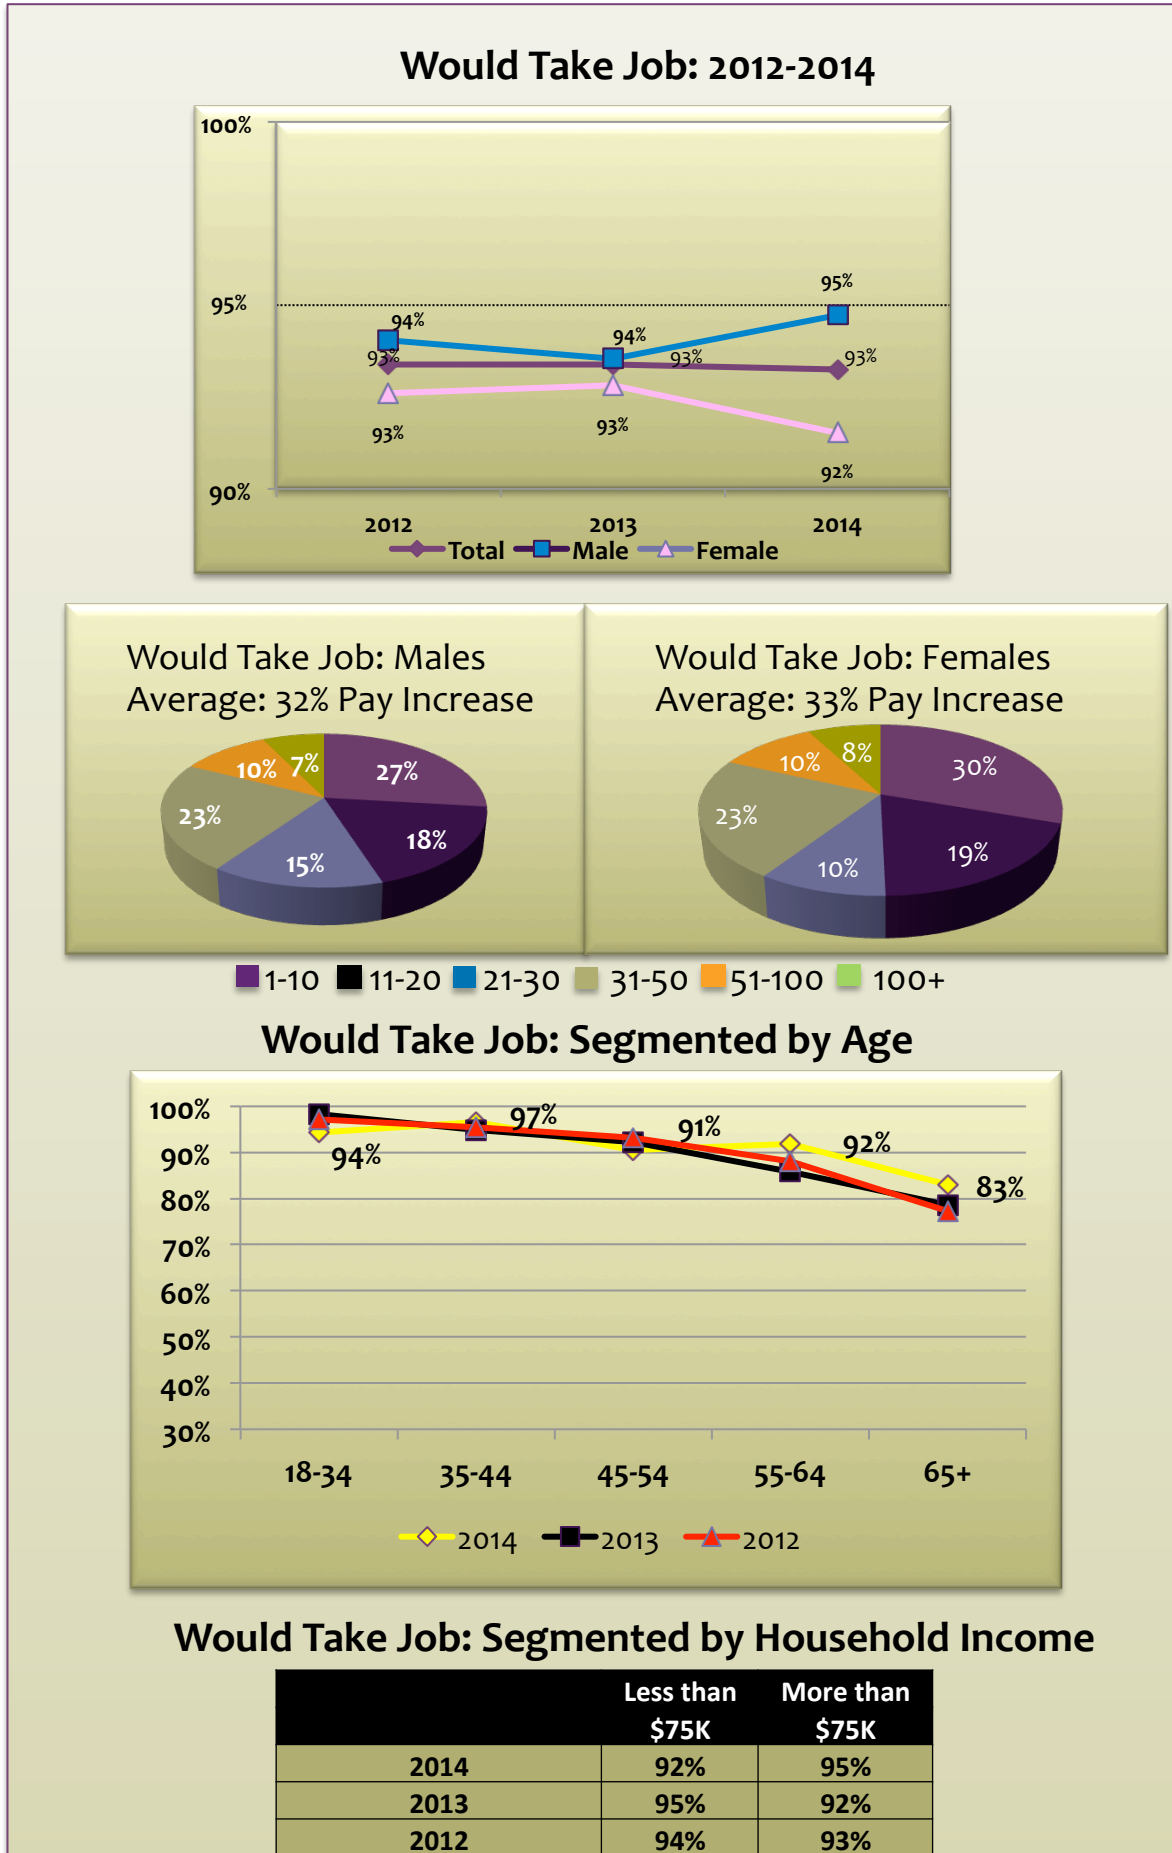 Would Take Job: 2012-2014
100%
95%
90%
95%
94%
94%
93%
93%
93%
93%
93%
92%
2012 2013 2014
Total Male Female
Would Take Job: Males
Average: 32% Pay Increase
27%
18%
15%
23%
10%
7%
Would Take Job: Females
Average: 33% Pay Increase
30%
19%
10%
23%
10%
8%
1-10 11-20 21-30 31-50 51-100 100+
Would Take Job: Segmented by Age
100%
90%
80%
70%
60%
50%
40%
30%
94%
97%
91%
92%
83%
18-34 35-44 45-54 55-64 65+
2014 2013 2012
Would Take Job: Segmented by Household Income
Less than More than
$75K $75K
2014 92% 95%
2013 95% 92%
2012 94% 93%